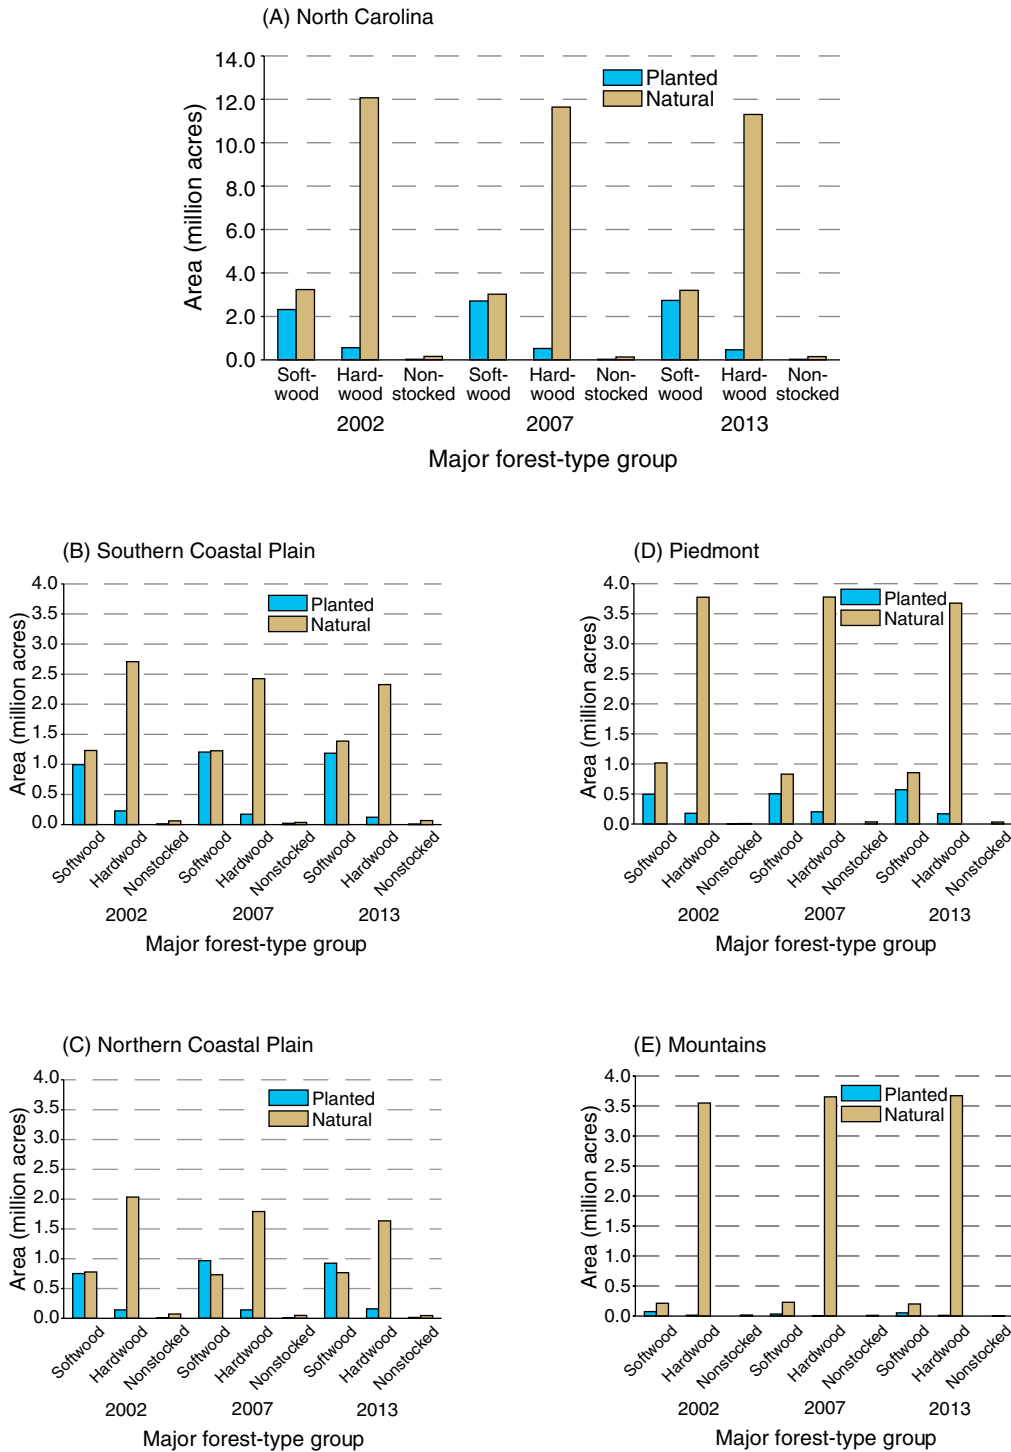 (A) North Carolina
14.0
12.0
10.0
8.0
6.0
4.0
2.0
0.0
Area (million acres)
Planted
Natural
Soft-
wood
Hard-
wood
Non-
stocked
Soft-
wood
Hard-
wood
Non-
stocked
Soft-
wood
Hard-
wood
Non-
stocked
2002
2007
2013
Major forest-type group
(B) Southern Coastal Plain
4.0
3.5
3.0
2.5
2.0
1.5
1.0
0.5
0.0
Area (million acres)
Planted
Natural
Softwood
Hardwood
Nonstocked
Softwood
Hardwood
Nonstocked
Softwood
Hardwood
Nonstocked
2002
2007
2013
Major forest-type group
(D) Piedmont
4.0
3.5
3.0
2.5
2.0
1.5
1.0
0.5
0.0
Area (million acres)
Planted
Natural
Softwood
Hardwood
Nonstocked
Softwood
Hardwood
Nonstocked
Softwood
Hardwood
Nonstocked
2002
2007
2013
Major forest-type group
(C) Northern Coastal Plain
4.0
3.5
3.0
2.5
2.0
1.5
1.0
0.5
0.0
Area (million acres)
Planted
Natural
Softwood
Hardwood
Nonstocked
Softwood
Hardwood
Nonstocked
Softwood
Hardwood
Nonstocked
2002
2007
2013
Major forest-type group
(E) Mountains
4.0
3.5
3.0
2.5
2.0
1.5
1.0
0.5
0.0
Area (million acres)
Planted
Natural
Softwood
Hardwood
Nonstocked
Softwood
Hardwood
Nonstocked
Softwood
Hardwood
Nonstocked
2002
2007
2013
Major forest-type group